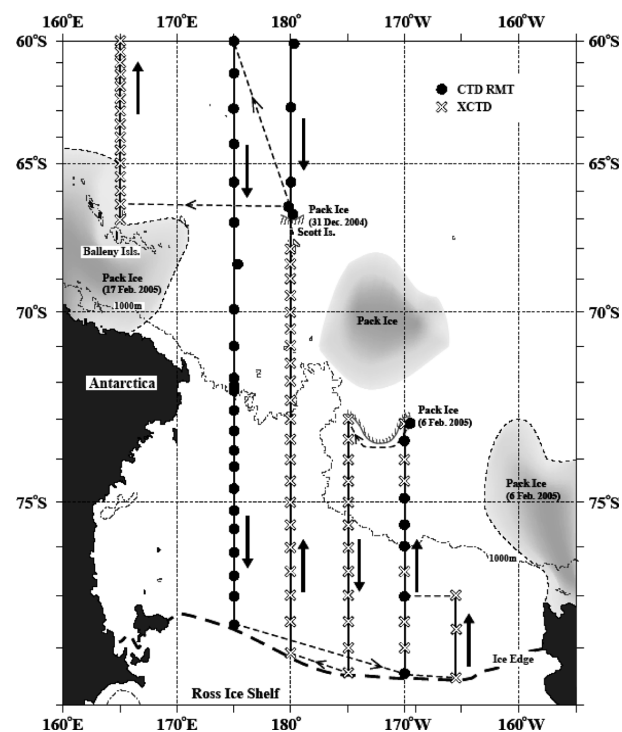 160°E 170°E 180° 170°W 160°W
60°S 60°S
CTD RMT
XCTD
65°S 65°S
Pack Ice
(31 Dec. 2004)
Scott Is.
Balleny Isls.
Pack Ice
(17 Feb. 2005)
1000m
70°S 70°S
Pack Ice
Antarctica
Pack Ice
(6 Feb. 2005)
75°S 75°S
Pack Ice
(6 Feb. 2005)
1000m
Ice Edge
Ross Ice Shelf
160°E 170°E 180° 170°W 160°W